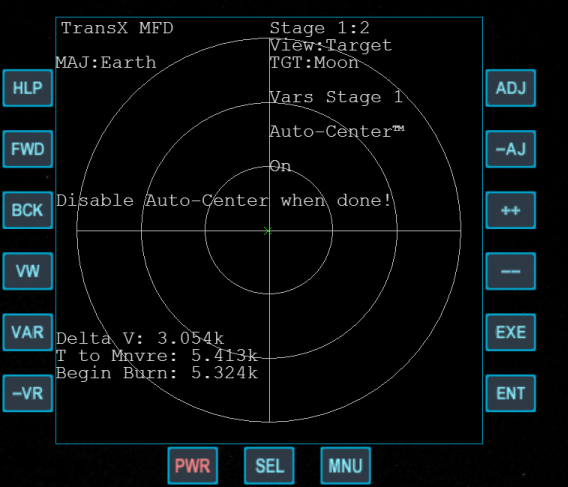 TransX MFD
Stage 1:2
View:Target
MAJ:Earth
TGT:Moon
HLP
ADJ
Vars Stage 1
Auto-Center™
FWD
-AJ
On
Disable Auto-Center when done!
BCK
++
VW
--
VAR
EXE
Delta V: 3.054k
T to Mnvre: 5.413k
Begin Burn: 5.324k
-VR
ENT
PWR
SEL
MNU